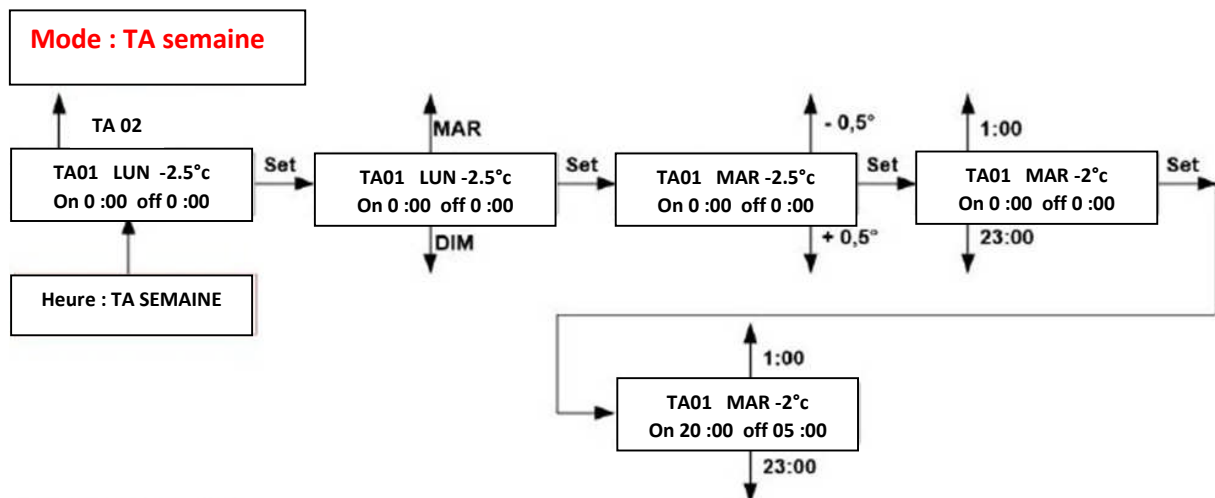 Mode : TA semaine
TA 02
TA01 LUN -2.5°c
On 0 :00 off 0 :00
Set
MAR
TA01 LUN -2.5°c
On 0 :00 off 0 :00
DIM
Set
- 0,5°
TA01 MAR -2.5°c
On 0 :00 off 0 :00
+ 0,5°
Set
1:00
TA01 MAR -2°c
On 0 :00 off 0 :00
23:00
Set
Heure : TA SEMAINE
1:00
TA01 MAR -2°c
On 20 :00 off 05 :00
23:00